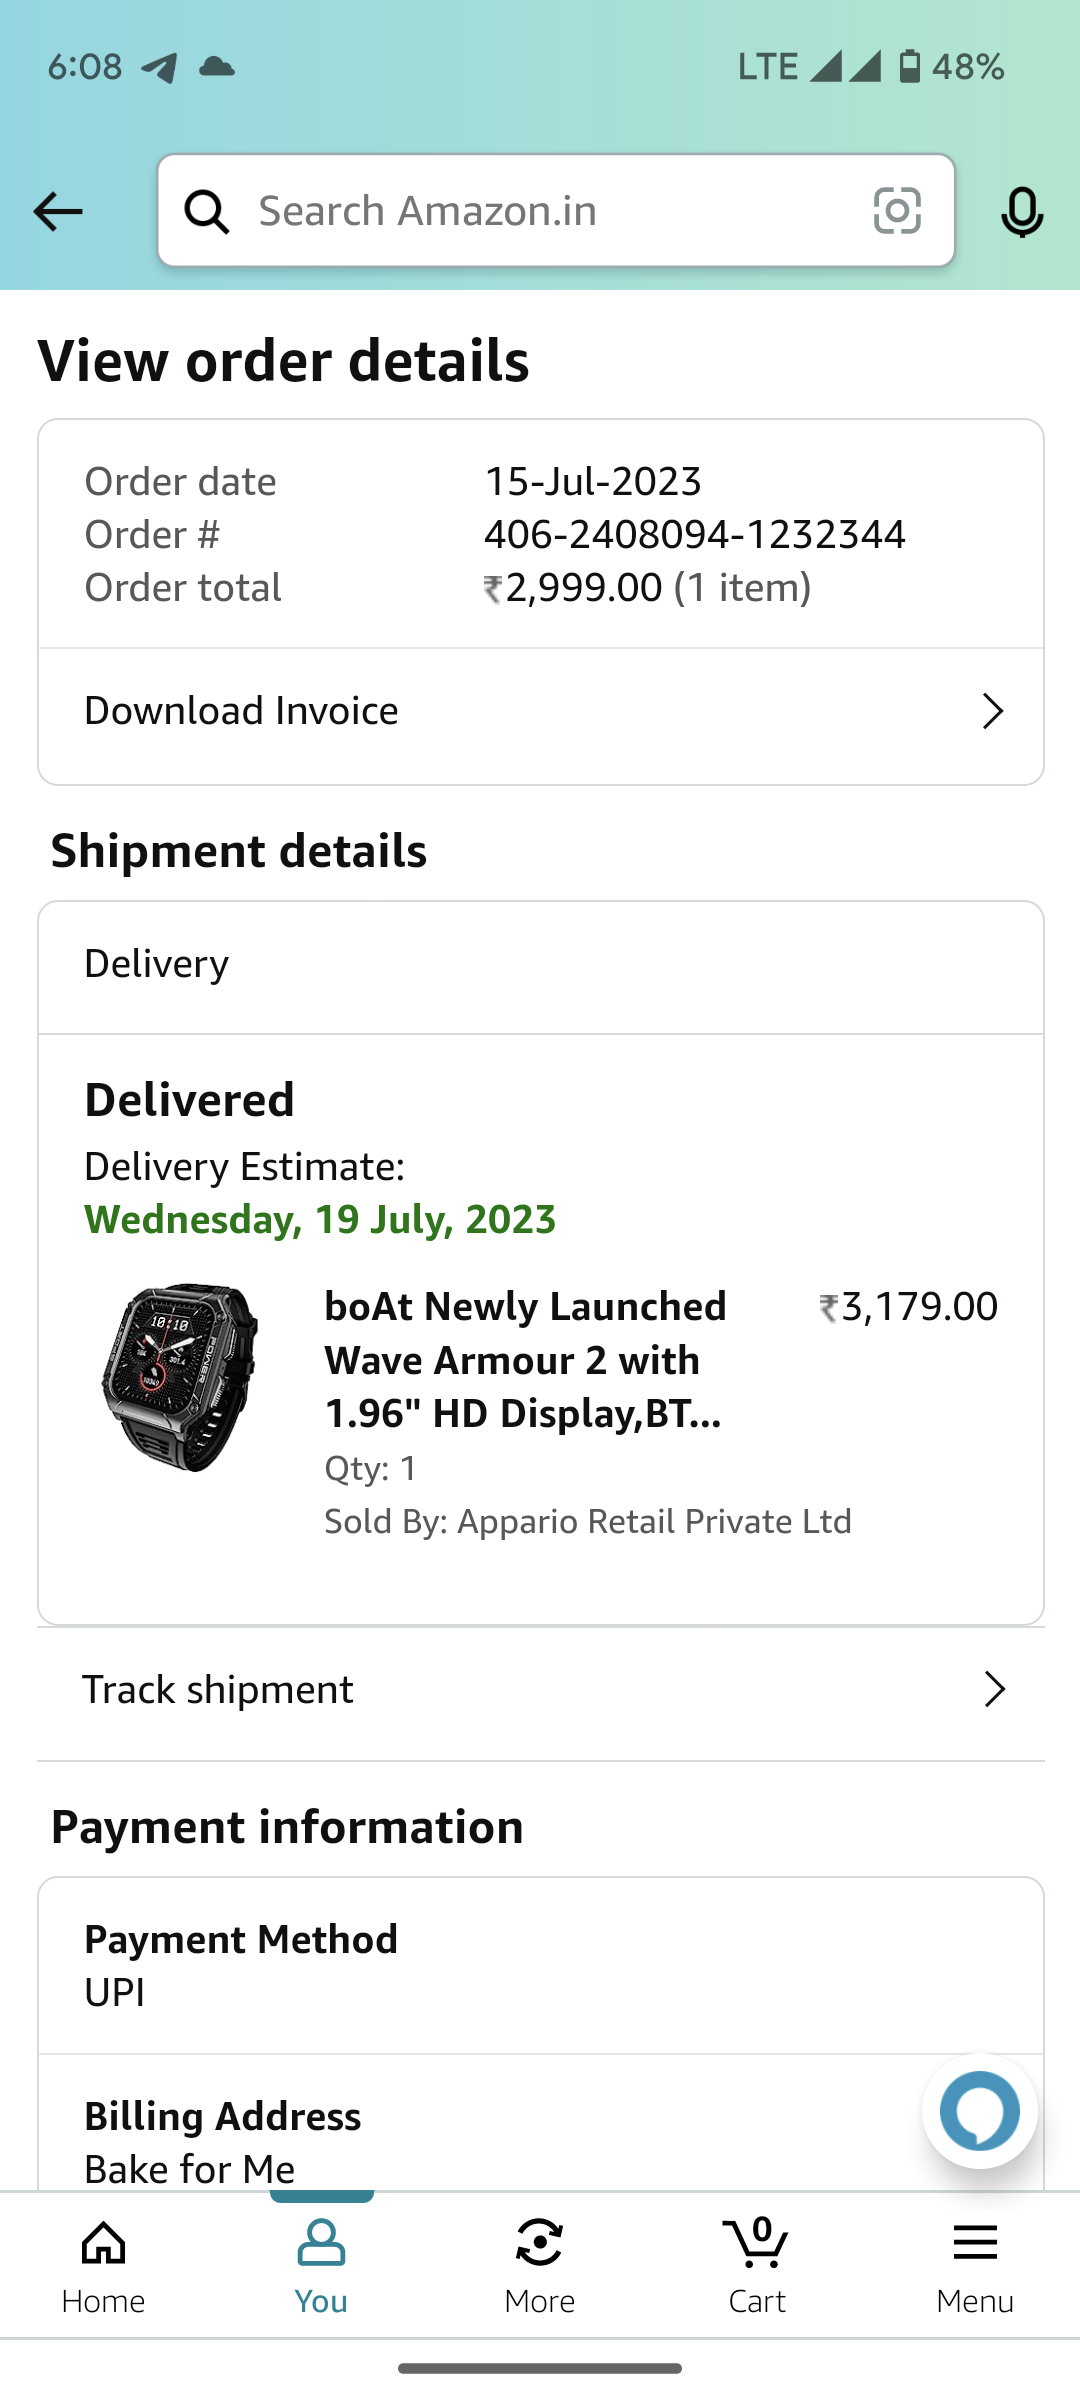 6:08 LTE 48%
Search Amazon.in
View order details
Order date 15-Jul-2023
Order # 406-2408094-1232344
Order total ₹2,999.00 (1 item)
Download Invoice
Shipment details
Delivery
Delivered
Delivery Estimate:
Wednesday, 19 July, 2023
boAt Newly Launched ₹3,179.00
Wave Armour 2 with
1.96" HD Display,BT...
Qty: 1
Sold By: Appario Retail Private Ltd
10:10
POWER
Track shipment
Payment information
Payment Method
UPI
Billing Address
Bake for Me
0
Home You More Cart Menu